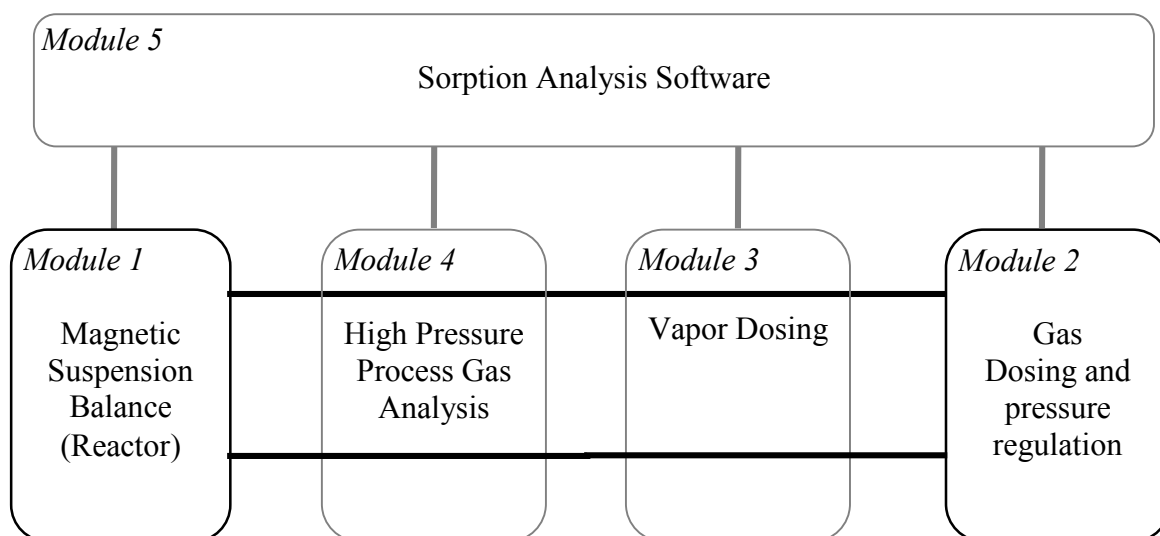 Module 5
Sorption Analysis Software
Module 1
Magnetic
Suspension
Balance
(Reactor)
Module 4
High Pressure
Process Gas
Analysis
Module 3
Vapor Dosing
Module 2
Gas
Dosing and
pressure
regulation